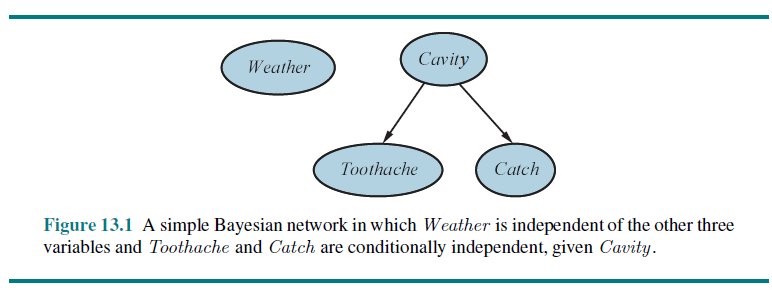 Weather
Cavity
Toothache
Catch
Figure 13.1 A simple Bayesian network in which Weather is independent of the other three
variables and Toothache and Catch are conditionally independent, given Cavity.